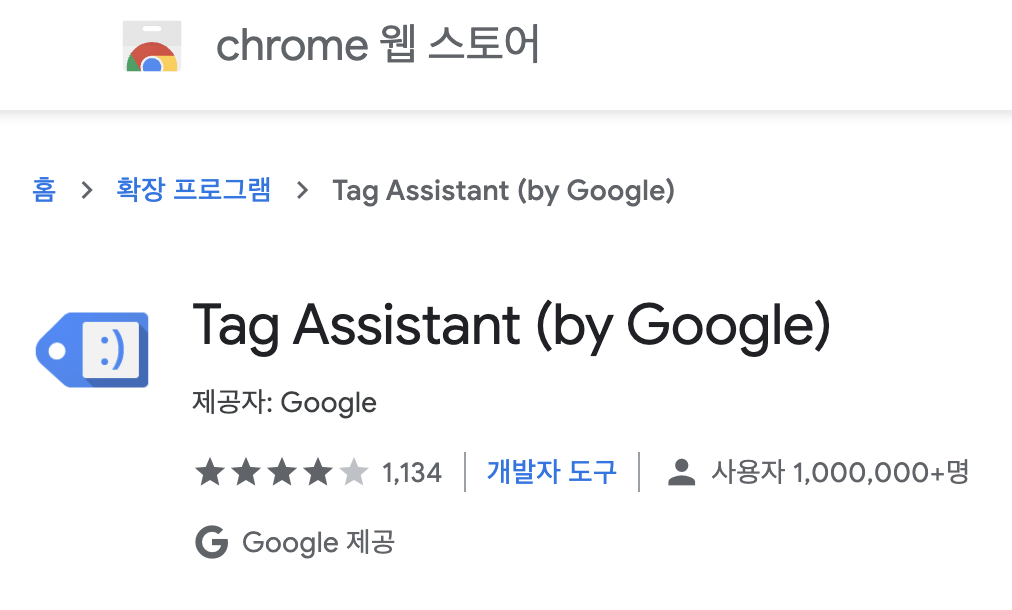 chrome 웹 스토어
홈 > 확장 프로그램 > Tag Assistant (by Google)
:)
Tag Assistant (by Google)
제공자: Google
1,134 | 개발자 도구 | 사용자 1,000,000+명
G Google 제공